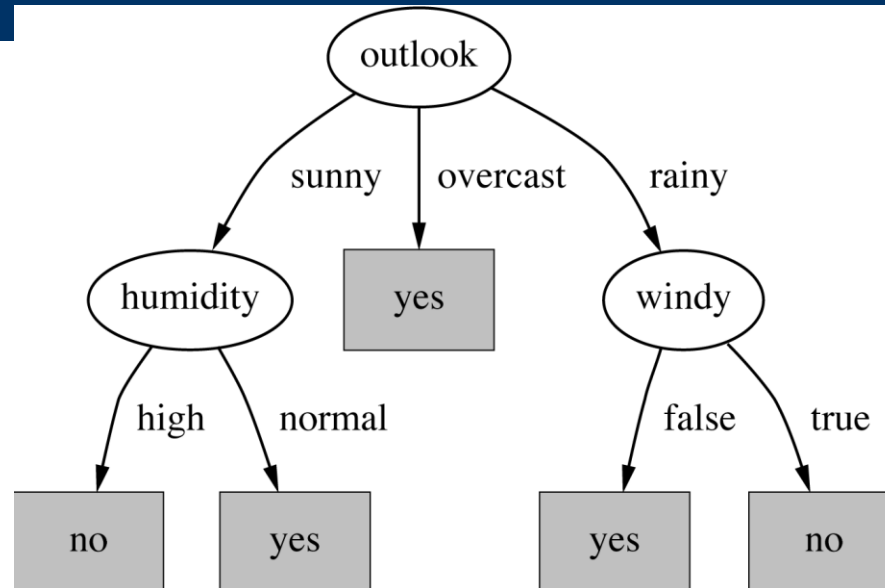 outlook
sunny overcast rainy
humidity yes windy
high normal false true
no yes yes no